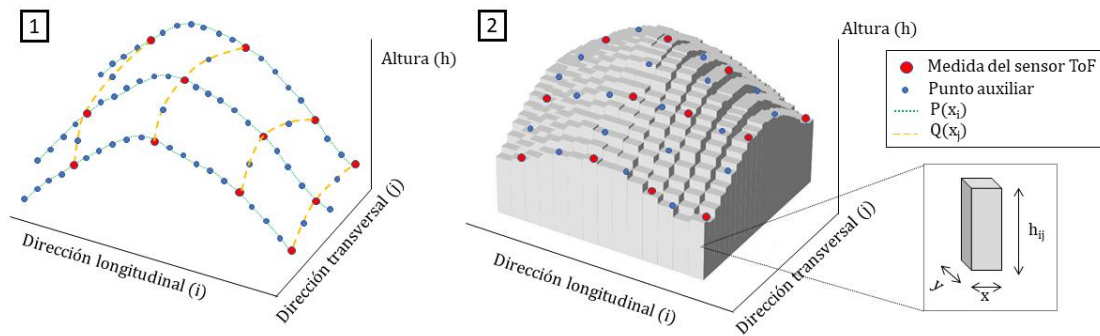 1
Altura (h)
Dirección longitudinal (i)
Dirección transversal (j)
2
Altura (h)
Dirección longitudinal (i)
Dirección transversal (j)
Medida del sensor ToF
Punto auxiliar
P(xᵢ)
Q(xⱼ)
hᵢⱼ
y
x